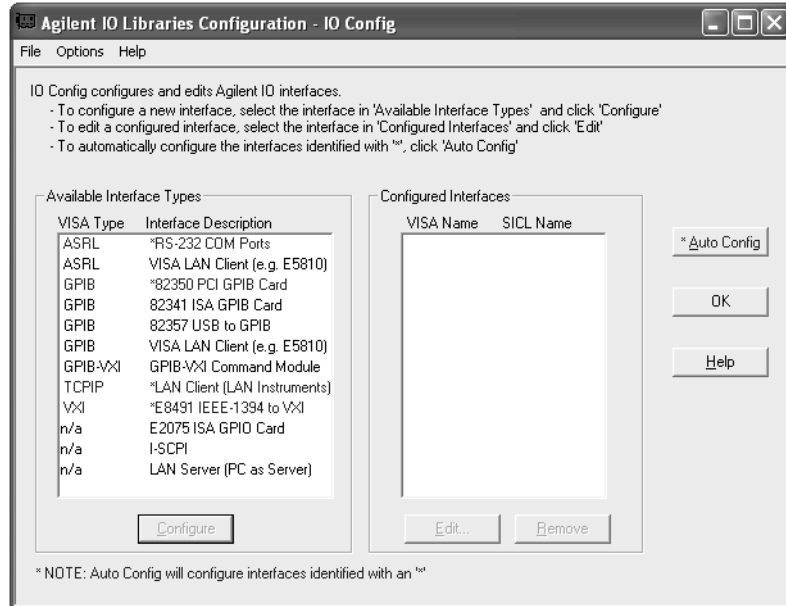 Agilent IO Libraries Configuration - IO Config
File Options Help
IO Config configures and edits Agilent IO interfaces.
- To configure a new interface, select the interface in 'Available Interface Types' and click 'Configure'
- To edit a configured interface, select the interface in 'Configured Interfaces' and click 'Edit'
- To automatically configure the interfaces identified with '*', click 'Auto Config'
Available Interface Types
VISA Type Interface Description
ASRL *RS-232 COM Ports
ASRL VISA LAN Client (e.g. E5810)
GPIB *82350 PCI GPIB Card
GPIB 82341 ISA GPIB Card
GPIB 82357 USB to GPIB
GPIB VISA LAN Client (e.g. E5810)
GPIB-VXI GPIB-VXI Command Module
TCPIP *LAN Client (LAN Instruments)
VXI *E8491 IEEE-1394 to VXI
n/a E2075 ISA GPIO Card
n/a I-SCPI
n/a LAN Server (PC as Server)
Configure
Configured Interfaces
VISA Name SICL Name
Edit... Remove
* Auto Config
OK
Help
* NOTE: Auto Config will configure interfaces identified with an '*'